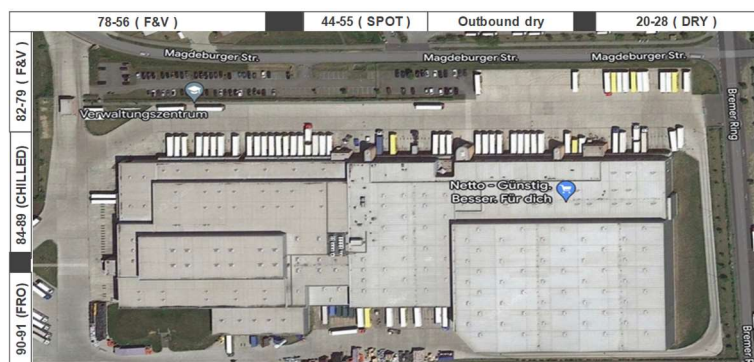 78-56 ( F&V)
44-55 ( SPOT)
Outbound dry
20-28 ( DRY )
82-79 ( F&V)
84-89 (CHILLED)
90-91 (FRO)
Magdeburger Str.
Magdeburger Str.
Magdeburger Str.
Verwaltungszentrum
Netto - Günstig.
Besser. Für dich
Bremer Ring
Bremer